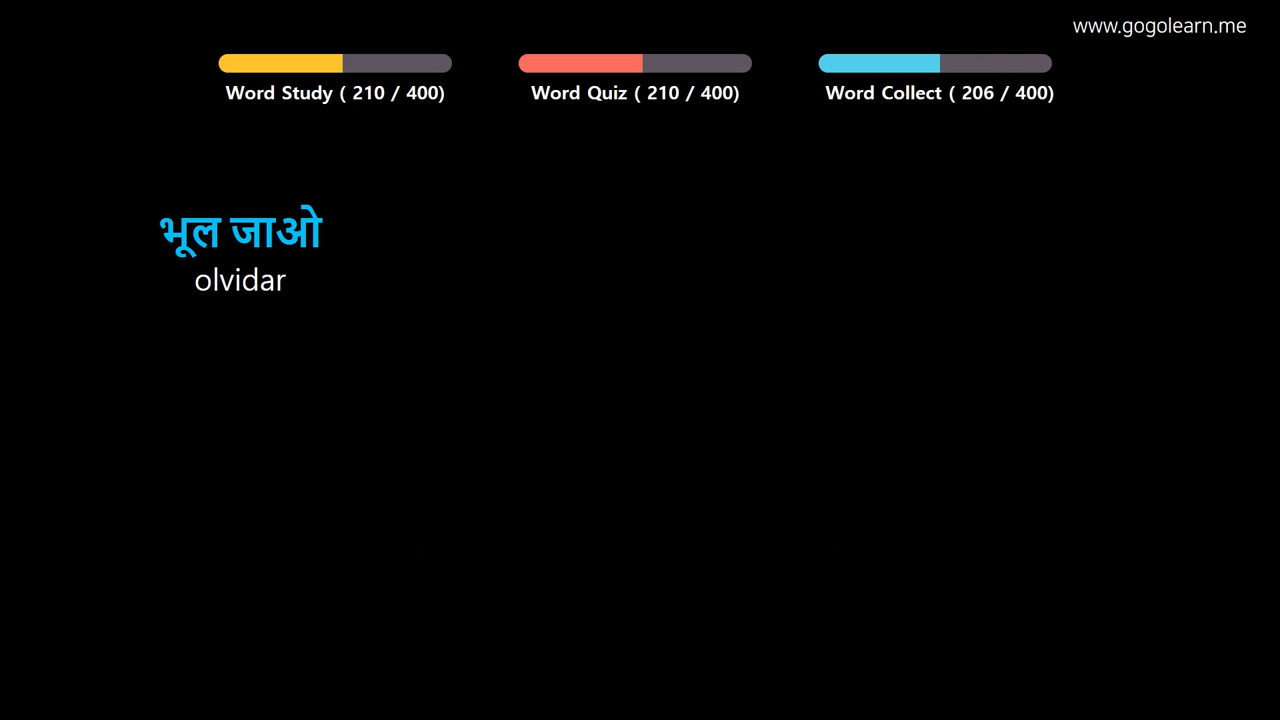 www.gogolearn.me
Word Study ( 210 / 400)
Word Quiz ( 210 / 400)
Word Collect ( 206 / 400)
भूल जाओ
olvidar